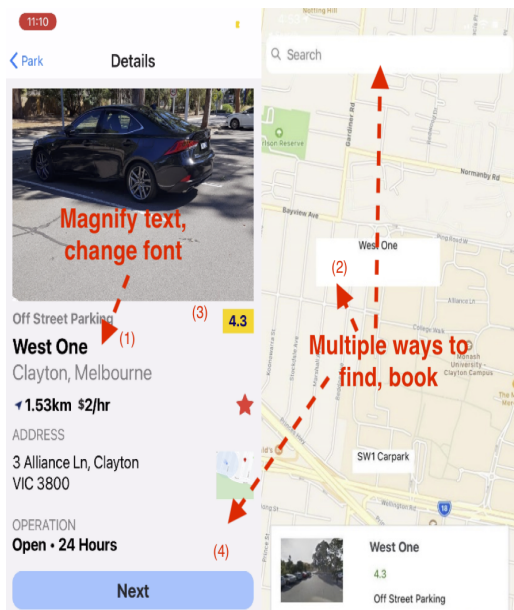 11:10
Park
Details
Magnify text,
change font
Off Street Parking
(3)
4.3
West One
(1)
Clayton, Melbourne
1.53km $2/hr
ADDRESS
3 Alliance Ln, Clayton
VIC 3800
OPERATION
Open • 24 Hours
(4)
Next
Notting Hill
Search
Gardiner Rd
Reserve
Normanby Rd
Bayview Ave
West One
(2)
Alliance Ln
College Walk
Multiple ways to
find, book
Monash
University -
Clayton Campus
SW1 Carpark
Wellington Rd
West One
4.3
Off Street Parking